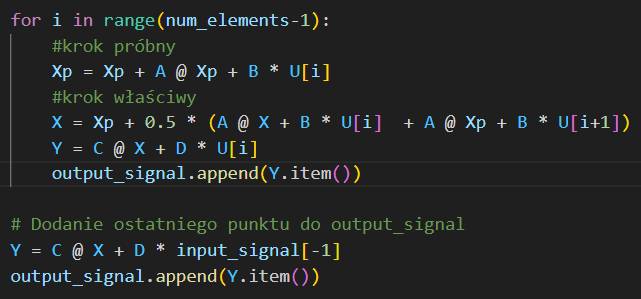 for i in range(num_elements-1):
    #krok próbny
    Xp = Xp + A @ Xp + B * U[i]
    #krok właściwy
    X = Xp + 0.5 * (A @ X + B * U[i]  + A @ Xp + B * U[i+1])
    Y = C @ X + D * U[i]
    output_signal.append(Y.item())

# Dodanie ostatniego punktu do output_signal
Y = C @ X + D * input_signal[-1]
output_signal.append(Y.item())